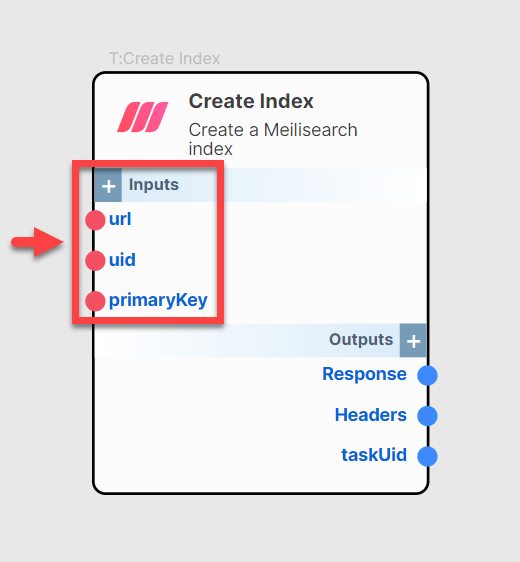 T:Create Index
Create Index
Create a Meilisearch
index
+ Inputs
url
uid
primaryKey
Outputs +
Response
Headers
taskUid